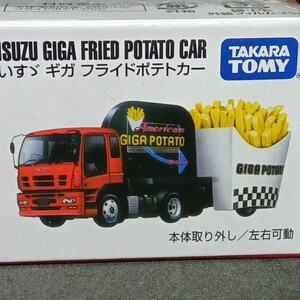 ISUZU GIGA FRIED POTATO CAR
いすゞ ギガ フライドポテトカー
TAKARA
TOMY
American
GIGA POTATO
GIGA POTATO
本体取り外し／左右可動